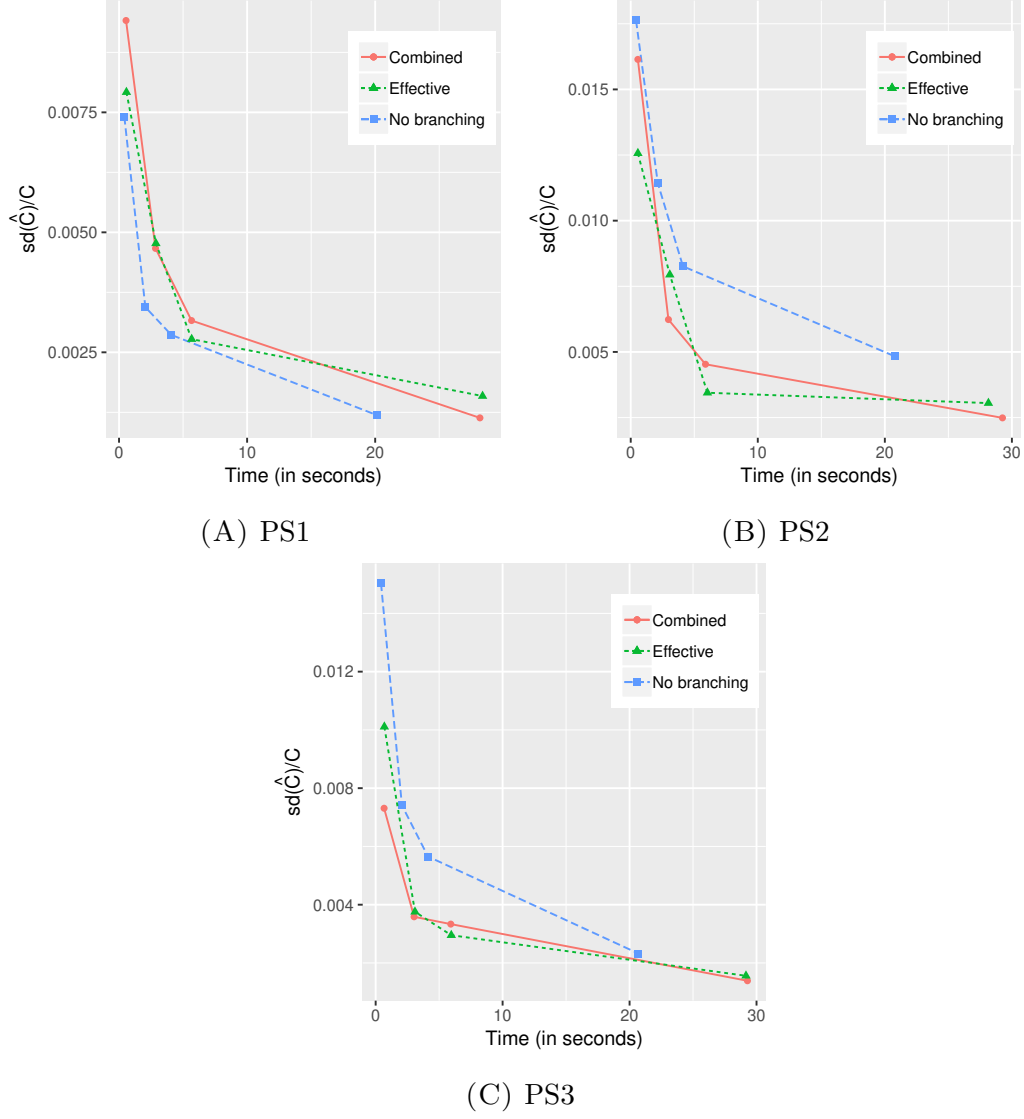 Combined
Effective
No branching
0.0075
0.0050
0.0025
sd(Ĉ)/C
0 10 20
Time (in seconds)
(A) PS1
Combined
Effective
No branching
0.015
0.010
0.005
sd(Ĉ)/C
0 10 20 30
Time (in seconds)
(B) PS2
Combined
Effective
No branching
0.012
0.008
0.004
sd(Ĉ)/C
0 10 20 30
Time (in seconds)
(C) PS3